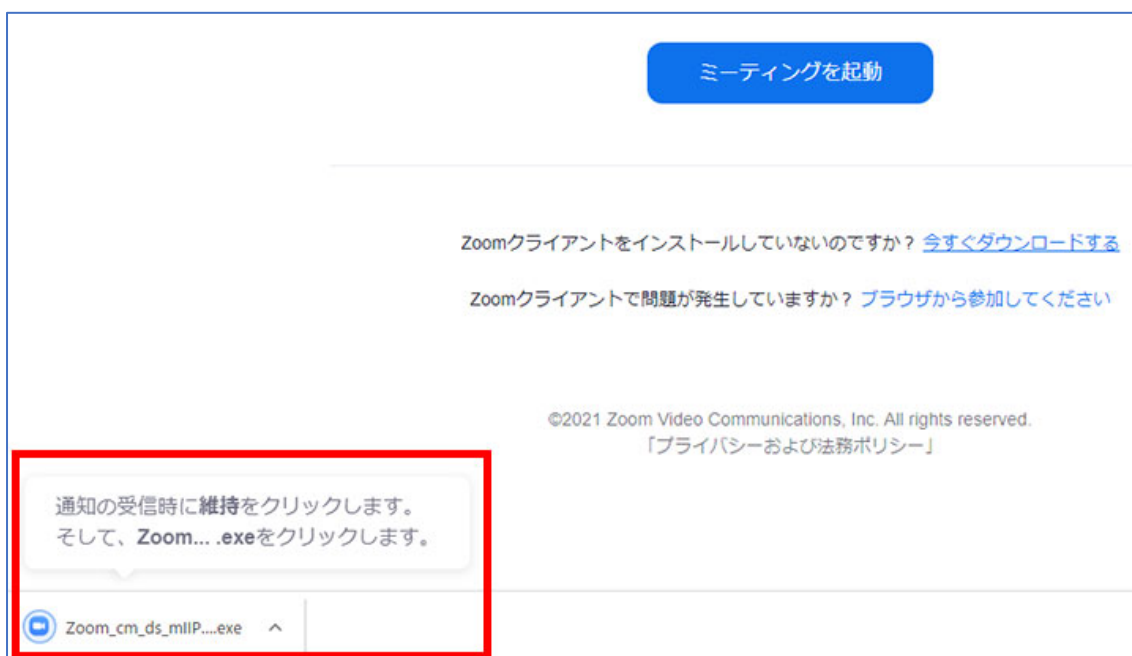 ミーティングを起動
Zoomクライアントをインストールしていないのですか？ 今すぐダウンロードする
Zoomクライアントで問題が発生していますか？ ブラウザから参加してください
©2021 Zoom Video Communications, Inc. All rights reserved.
「プライバシーおよび法務ポリシー」
通知の受信時に維持をクリックします。
そして、Zoom... .exeをクリックします。
Zoom_cm_ds_mIIP....exe